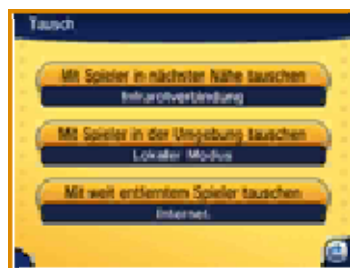 Tausch
Mit Spieler in nächster Nähe tauschen
Infrarotverbindung
Mit Spieler in der Umgebung tauschen
Lokaler Modus
Mit weit entferntem Spieler tauschen
Internet